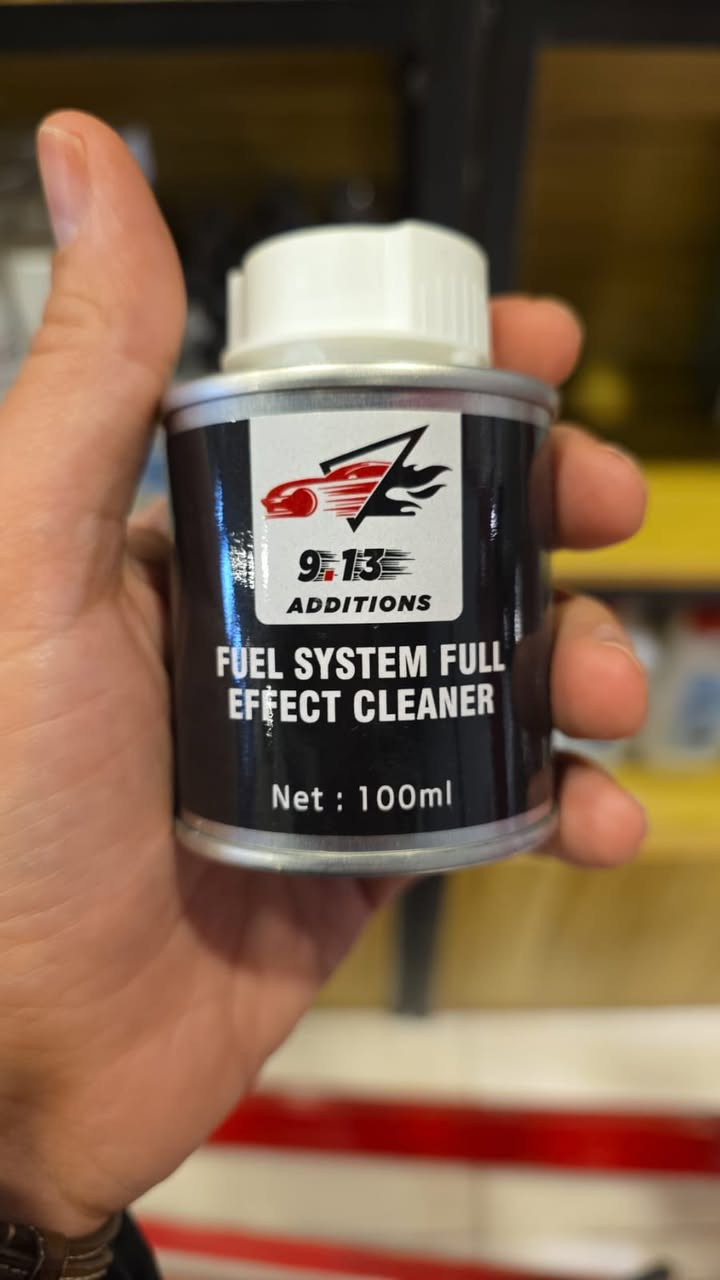 9.13
ADDITIONS
FUEL SYSTEM FULL
EFFECT CLEANER
Net : 100ml